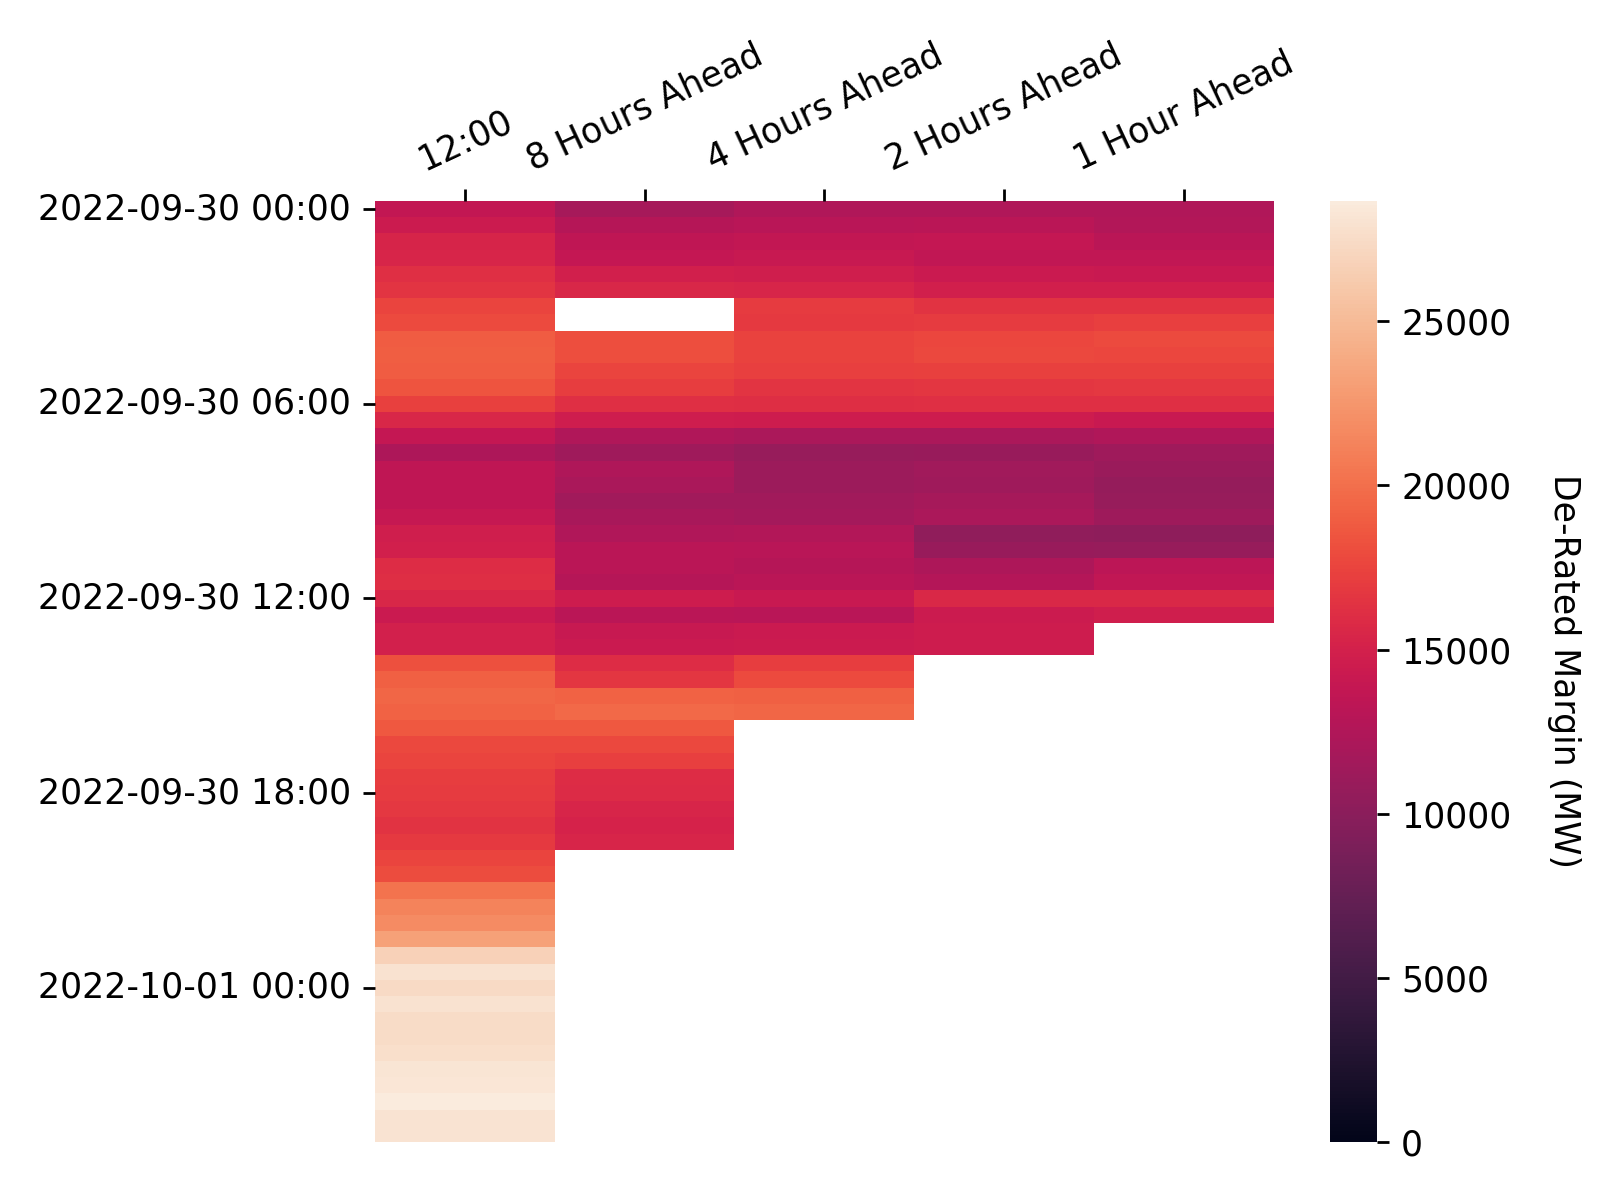 12:00
8 Hours Ahead
4 Hours Ahead
2 Hours Ahead
1 Hour Ahead
2022-09-30 00:00
2022-09-30 06:00
2022-09-30 12:00
2022-09-30 18:00
2022-10-01 00:00
25000
20000
15000
10000
5000
0
De-Rated Margin (MW)